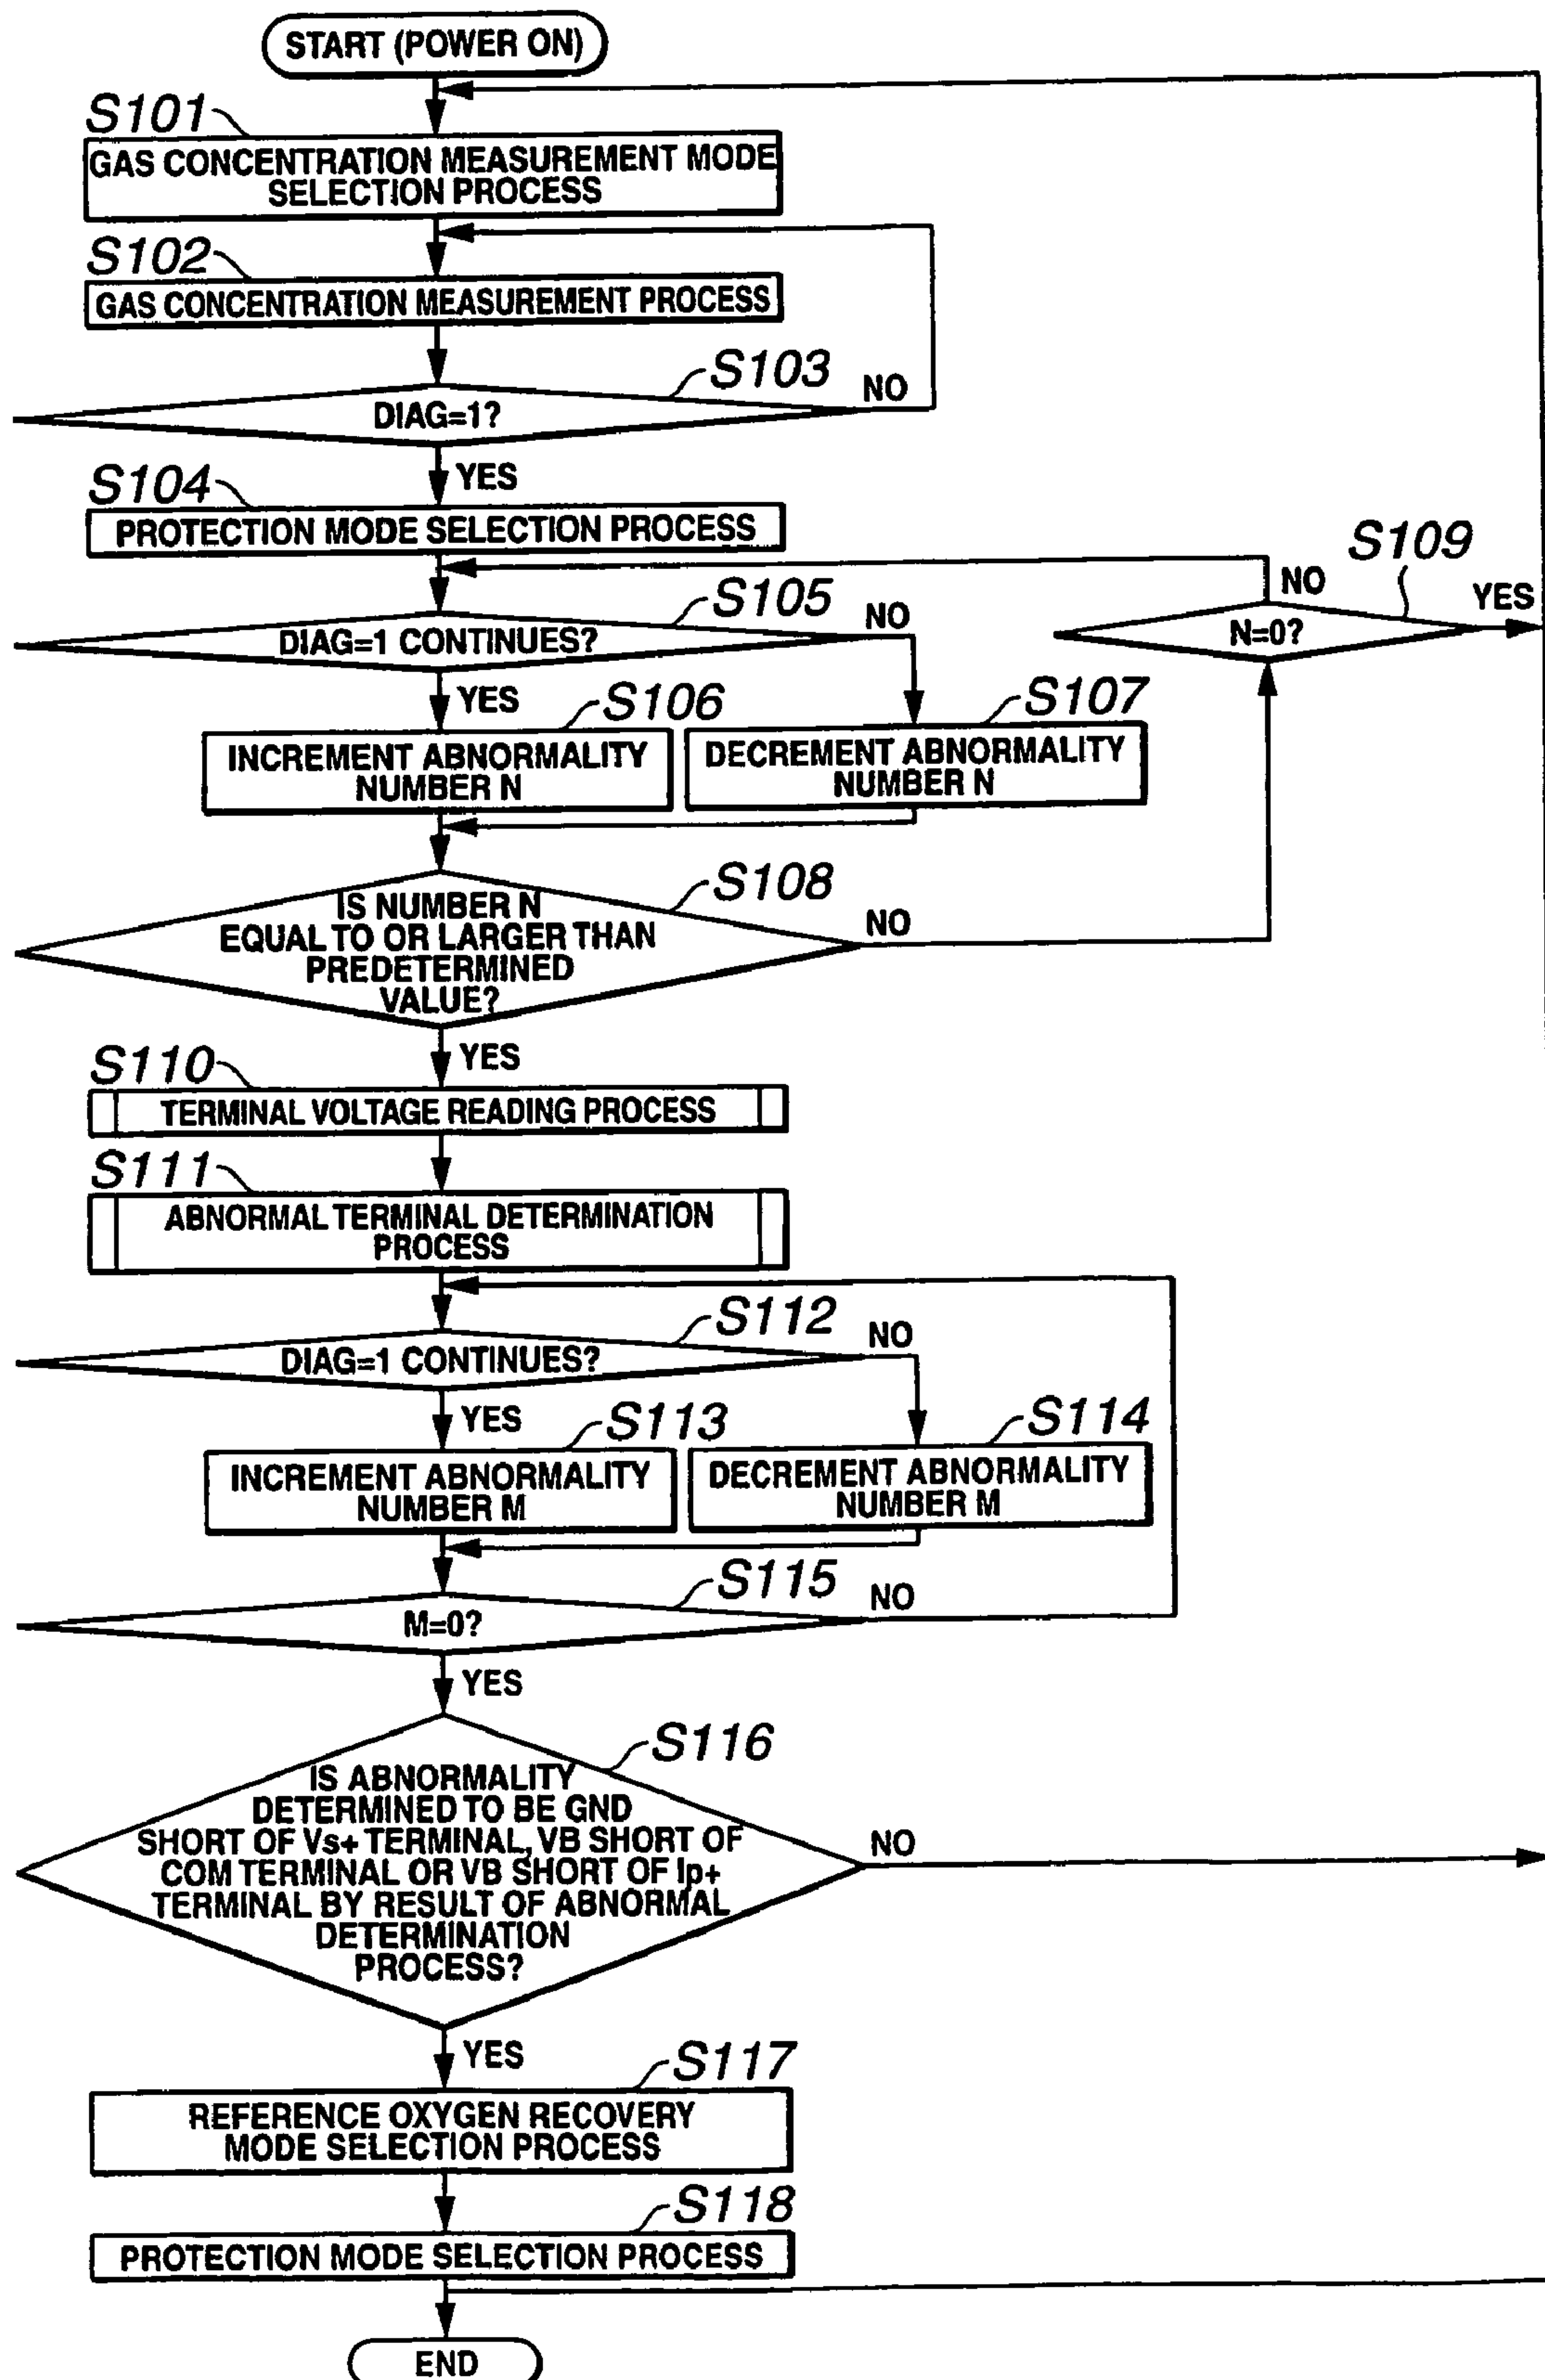 START (POWER ON)
S101
GAS CONCENTRATION MEASUREMENT MODE
SELECTION PROCESS
S102
GAS CONCENTRATION MEASUREMENT PROCESS
S103
DIAG=1?
NO
YES
S104
PROTECTION MODE SELECTION PROCESS
S105
DIAG=1 CONTINUES?
NO
YES
S106
INCREMENT ABNORMALITY
NUMBER N
S107
DECREMENT ABNORMALITY
NUMBER N
S108
IS NUMBER N
EQUAL TO OR LARGER THAN
PREDETERMINED
VALUE?
NO
YES
S109
N=0?
NO
YES
S110
TERMINAL VOLTAGE READING PROCESS
S111
ABNORMAL TERMINAL DETERMINATION
PROCESS
S112
DIAG=1 CONTINUES?
NO
YES
S113
INCREMENT ABNORMALITY
NUMBER M
S114
DECREMENT ABNORMALITY
NUMBER M
S115
M=0?
NO
YES
S116
IS ABNORMALITY
DETERMINED TO BE GND
SHORT OF Vs+ TERMINAL, VB SHORT OF
COM TERMINAL OR VB SHORT OF Ip+
TERMINAL BY RESULT OF ABNORMAL
DETERMINATION
PROCESS?
NO
YES
S117
REFERENCE OXYGEN RECOVERY
MODE SELECTION PROCESS
S118
PROTECTION MODE SELECTION PROCESS
END